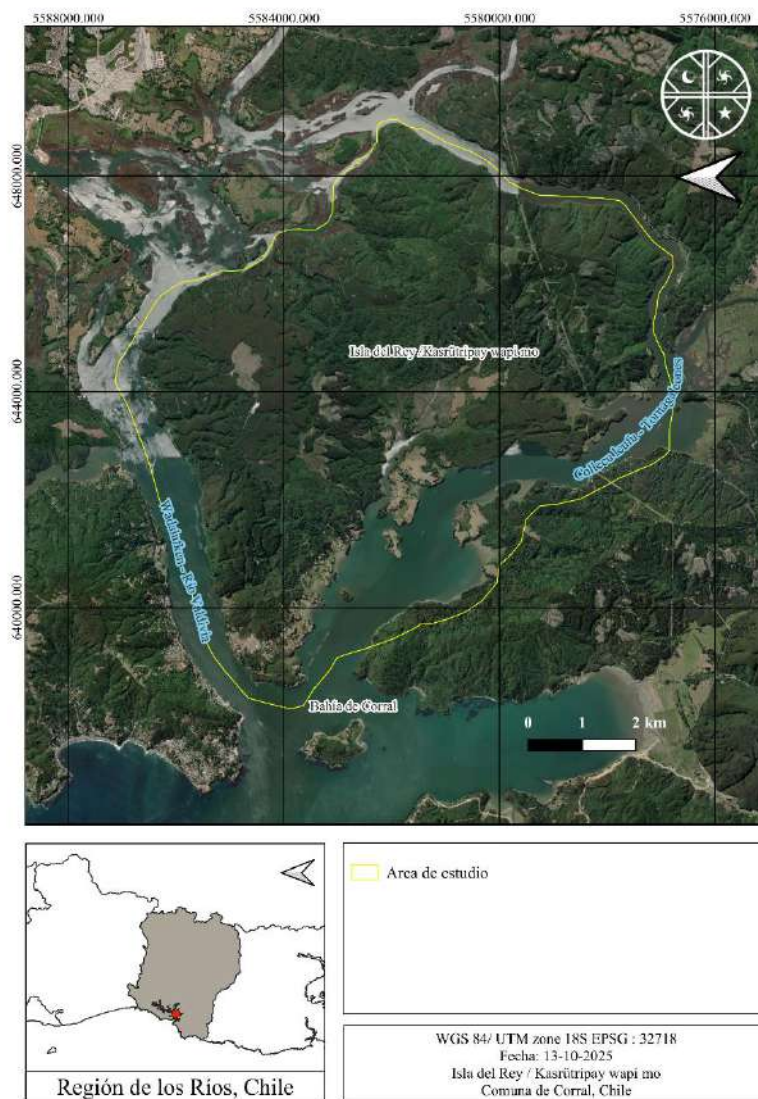 5588000.000
5584000.000
5580000.000
5576000.000
648000.000
644000.000
640000.000
Isla del Rey /Kasrütripay wapi mo
Tornagaleones
Río Valdivia
Bahía de Corral
0 1 2 km
Area de estudio
Región de los Ríos, Chile
WGS 84/ UTM zone 18S EPSG : 32718
Fecha: 13-10-2025
Isla del Rey / Kasrütripay wapi mo
Comuna de Corral, Chile